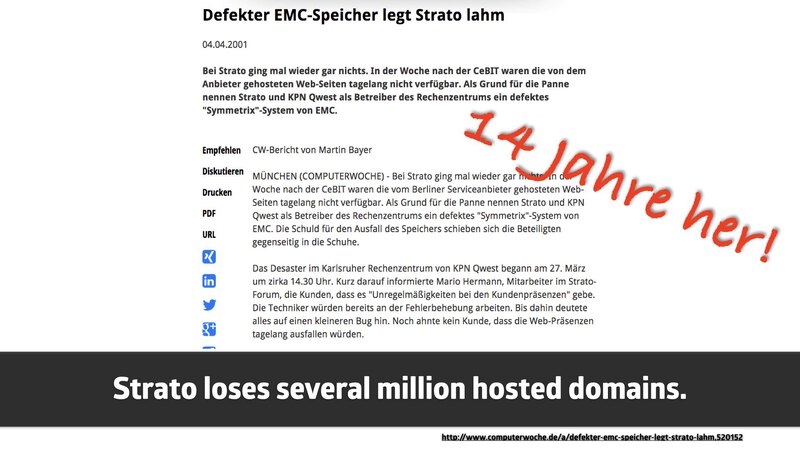 Defekter EMC-Speicher legt Strato lahm
04.04.2001
Bei Strato ging mal wieder gar nichts. In der Woche nach der CeBIT waren die von dem
Anbieter gehosteten Web-Seiten tagelang nicht verfügbar. Als Grund für die Panne
nennen Strato und KPN Qwest als Betreiber des Rechenzentrums ein defektes
"Symmetrix"-System von EMC.
Empfehlen
Diskutieren
Drucken
PDF
URL
CW-Bericht von Martin Bayer
MÜNCHEN (COMPUTERWOCHE) - Bei Strato ging mal wieder gar nichts. In der
Woche nach der CeBIT waren die vom Berliner Serviceanbieter gehosteten Web-
Seiten tagelang nicht verfügbar. Als Grund für die Panne nennen Strato und KPN
Qwest als Betreiber des Rechenzentrums ein defektes "Symmetrix"-System von
EMC. Die Schuld für den Ausfall des Speichers schieben sich die Beteiligten
gegenseitig in die Schuhe.
Das Desaster im Karlsruher Rechenzentrum von KPN Qwest begann am 27. März
um zirka 14.30 Uhr. Kurz darauf informierte Mario Hermann, Mitarbeiter im Strato-
Forum, die Kunden, dass es "Unregelmäßigkeiten bei den Kundenpräsenzen" gebe.
Die Techniker würden bereits an der Fehlerbehebung arbeiten. Bis dahin deutete
alles auf einen kleineren Bug hin. Noch ahnte kein Kunde, dass die Web-Präsenzen
tagelang ausfallen würden.
14 Jahre her!
Strato loses several million hosted domains.
http://www.computerwoche.de/a/defekter-emc-speicher-legt-strato-lahm,520152